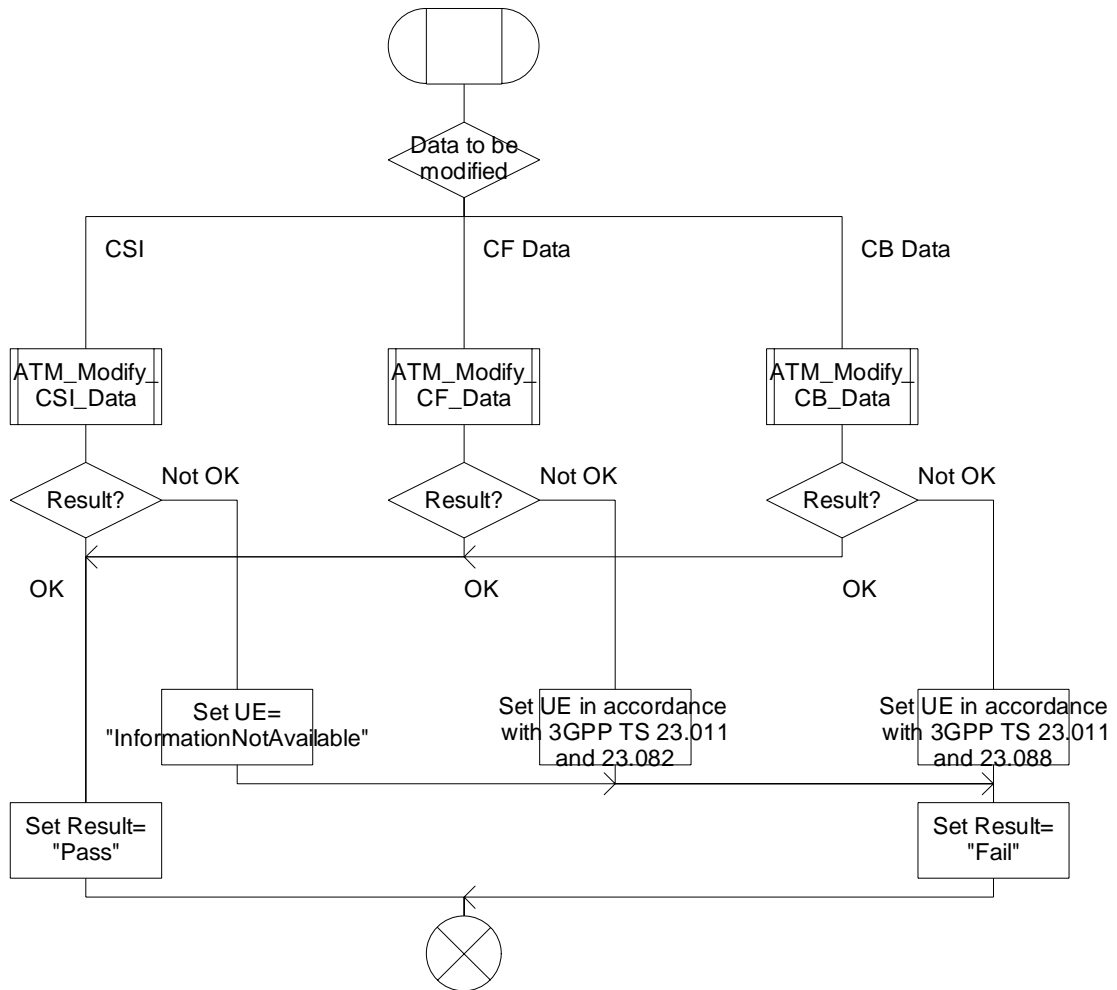 Data to be
modified
CSI
CF Data
CB Data
ATM_Modify_
CSI_Data
ATM_Modify_
CF_Data
ATM_Modify_
CB_Data
Result?
Not OK
Result?
Not OK
Result?
Not OK
OK
OK
OK
Set UE=
"InformationNotAvailable"
Set UE in accordance
with 3GPP TS 23.011
and 23.082
Set UE in accordance
with 3GPP TS 23.011
and 23.088
Set Result=
"Pass"
Set Result=
"Fail"